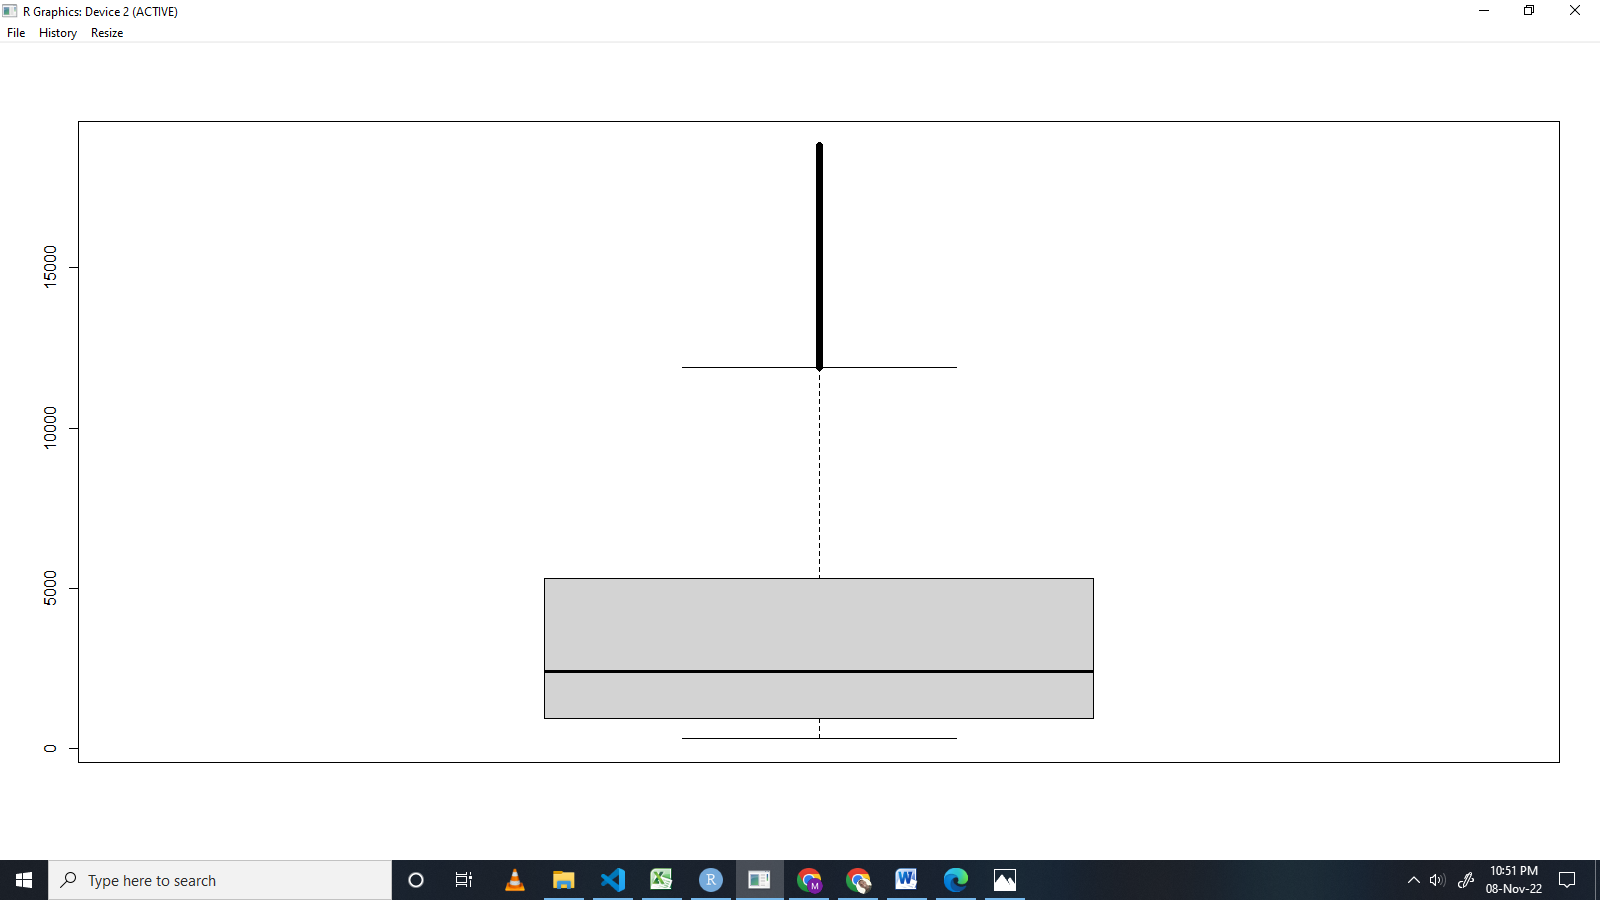 R Graphics: Device 2 (ACTIVE)
File History Resize
15000
10000
5000
0
Type here to search
R
M
W
10:51 PM
08-Nov-22